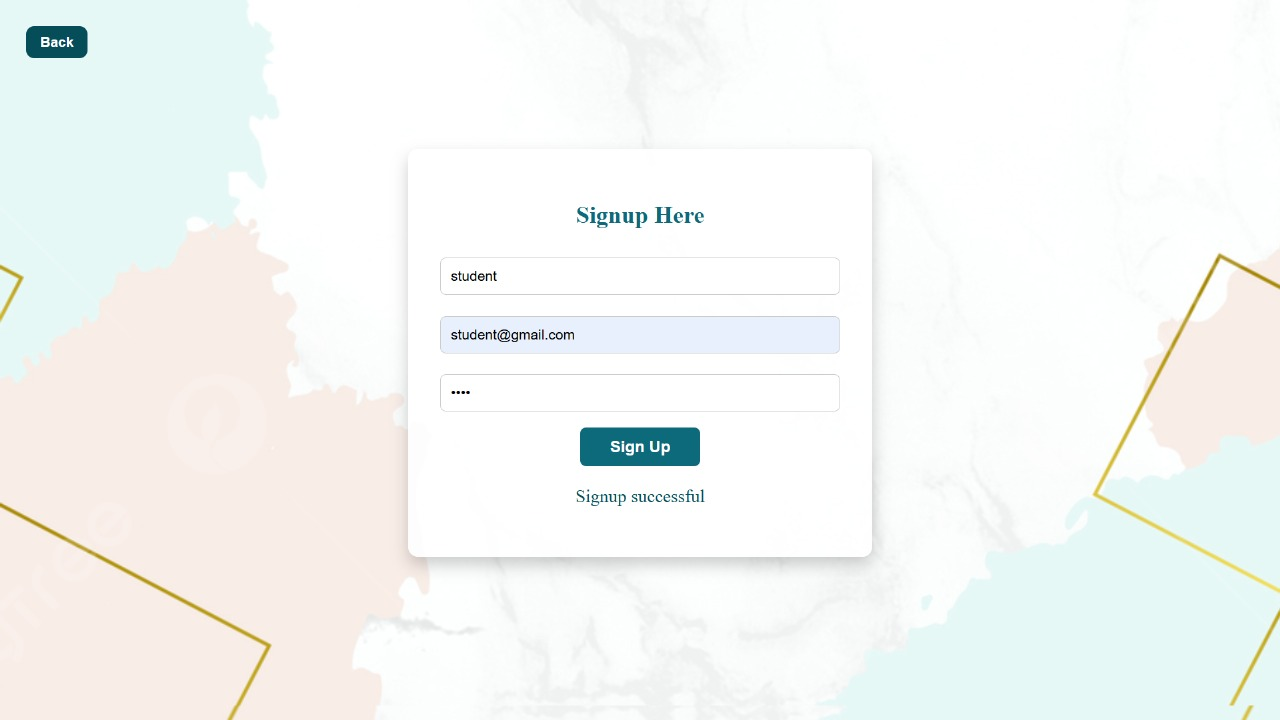 Back
Signup Here
student
student@gmail.com
••••
Sign Up
Signup successful